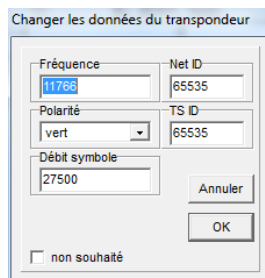 Changer les données du transpondeur
Fréquence
Net ID
11766
65535
Polarité
TS ID
vert
65535
Débit symbole
27500
Annuler
OK
non souhaité